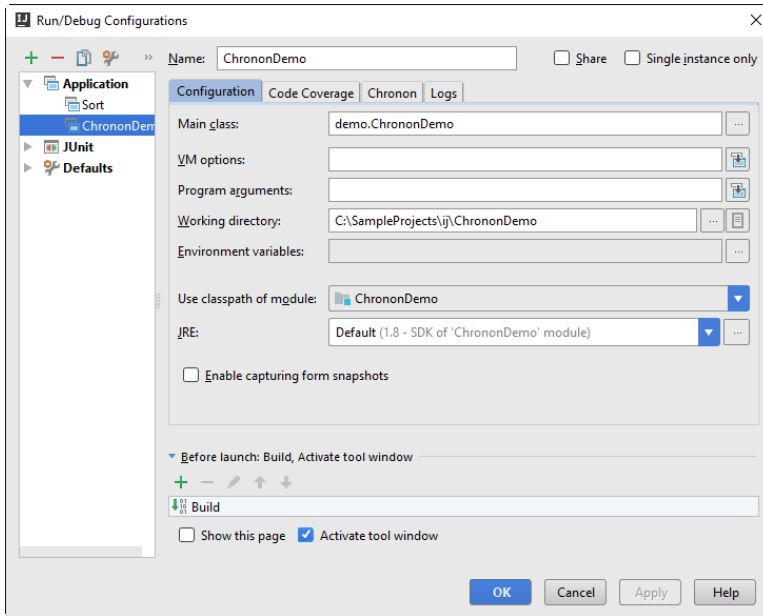 Run/Debug Configurations
Name: ChrononDemo Share Single instance only
Application
Sort
ChrononDem
JUnit
Defaults
Configuration Code Coverage Chronon Logs
Main class: demo.ChrononDemo
VM options:
Program arguments:
Working directory: C:\SampleProjects\ij\ChrononDemo
Environment variables:
Use classpath of module: ChrononDemo
JRE: Default (1.8 - SDK of 'ChrononDemo' module)
Enable capturing form snapshots
Before launch: Build, Activate tool window
Build
Show this page Activate tool window
OK Cancel Apply Help